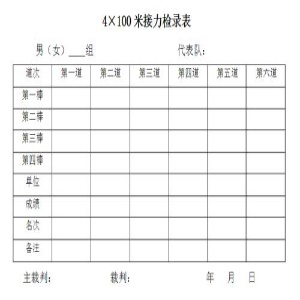 4×100米接力检录表
男（女）___组 代表队：
道次 第一道 第二道 第三道 第四道 第五道 第六道
第一棒
第二棒
第三棒
第四棒
单位
成绩
名次
备注
主裁判： 裁判： 年 月 日